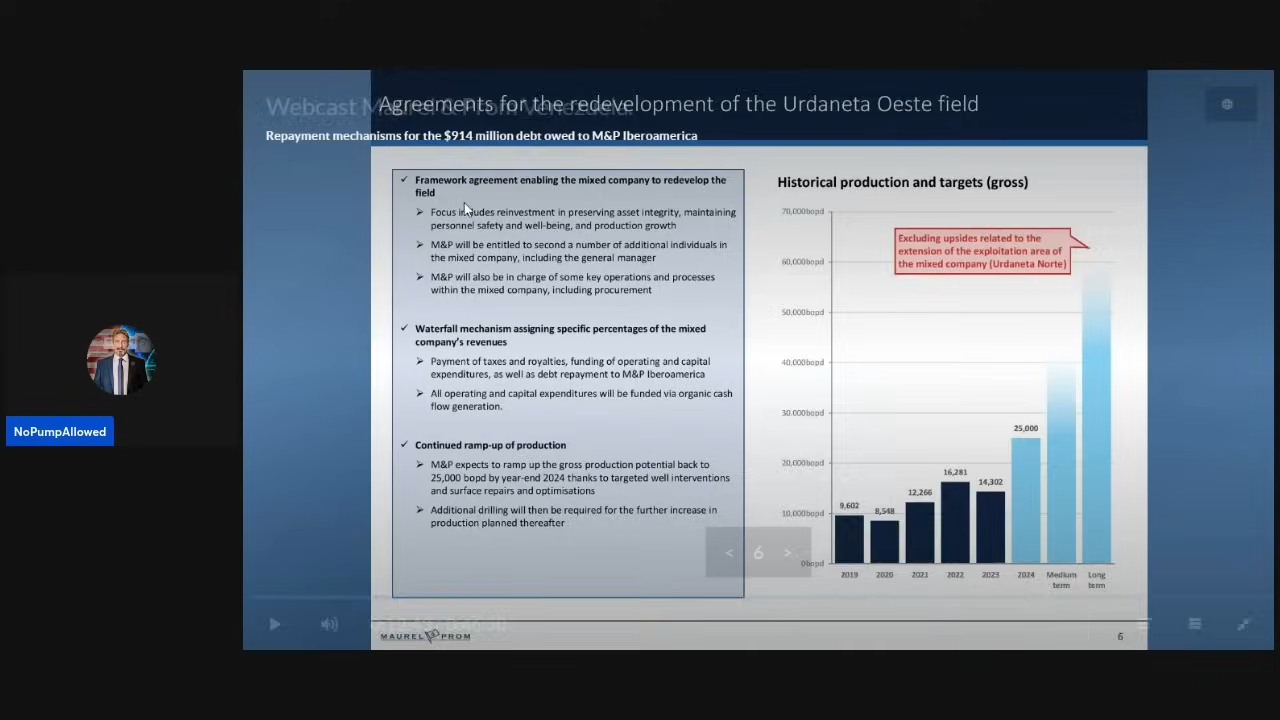 Webcast Maurel & Prom Venezuela.
Agreements for the redevelopment of the Urdaneta Oeste field
Repayment mechanisms for the $914 million debt owed to M&P Iberoamerica
✓ Framework agreement enabling the mixed company to redevelop the
field
➢ Focus includes reinvestment in preserving asset integrity, maintaining
personnel safety and well-being, and production growth
➢ M&P will be entitled to second a number of additional individuals in
the mixed company, including the general manager
➢ M&P will also be in charge of some key operations and processes
within the mixed company, including procurement
✓ Waterfall mechanism assigning specific percentages of the mixed
company's revenues
➢ Payment of taxes and royalties, funding of operating and capital
expenditures, as well as debt repayment to M&P Iberoamerica
➢ All operating and capital expenditures will be funded via organic cash
flow generation.
✓ Continued ramp-up of production
➢ M&P expects to ramp up the gross production potential back to
25,000 bopd by year-end 2024 thanks to targeted well interventions
and surface repairs and optimisations
➢ Additional drilling will then be required for the further increase in
production planned thereafter
Historical production and targets (gross)
70,000bopd
60,000bopd
50,000bopd
40,000bopd
30,000bopd
20,000bopd
10,000bopd
0bopd
Excluding upsides related to the
extension of the exploitation area of
the mixed company (Urdaneta Norte)
9,602
8,548
12,266
16,281
14,302
25,000
2019 2020 2021 2022 2023 2024 Medium term Long term
< 6 >
MAUREL PROM
6
NoPumpAllowed